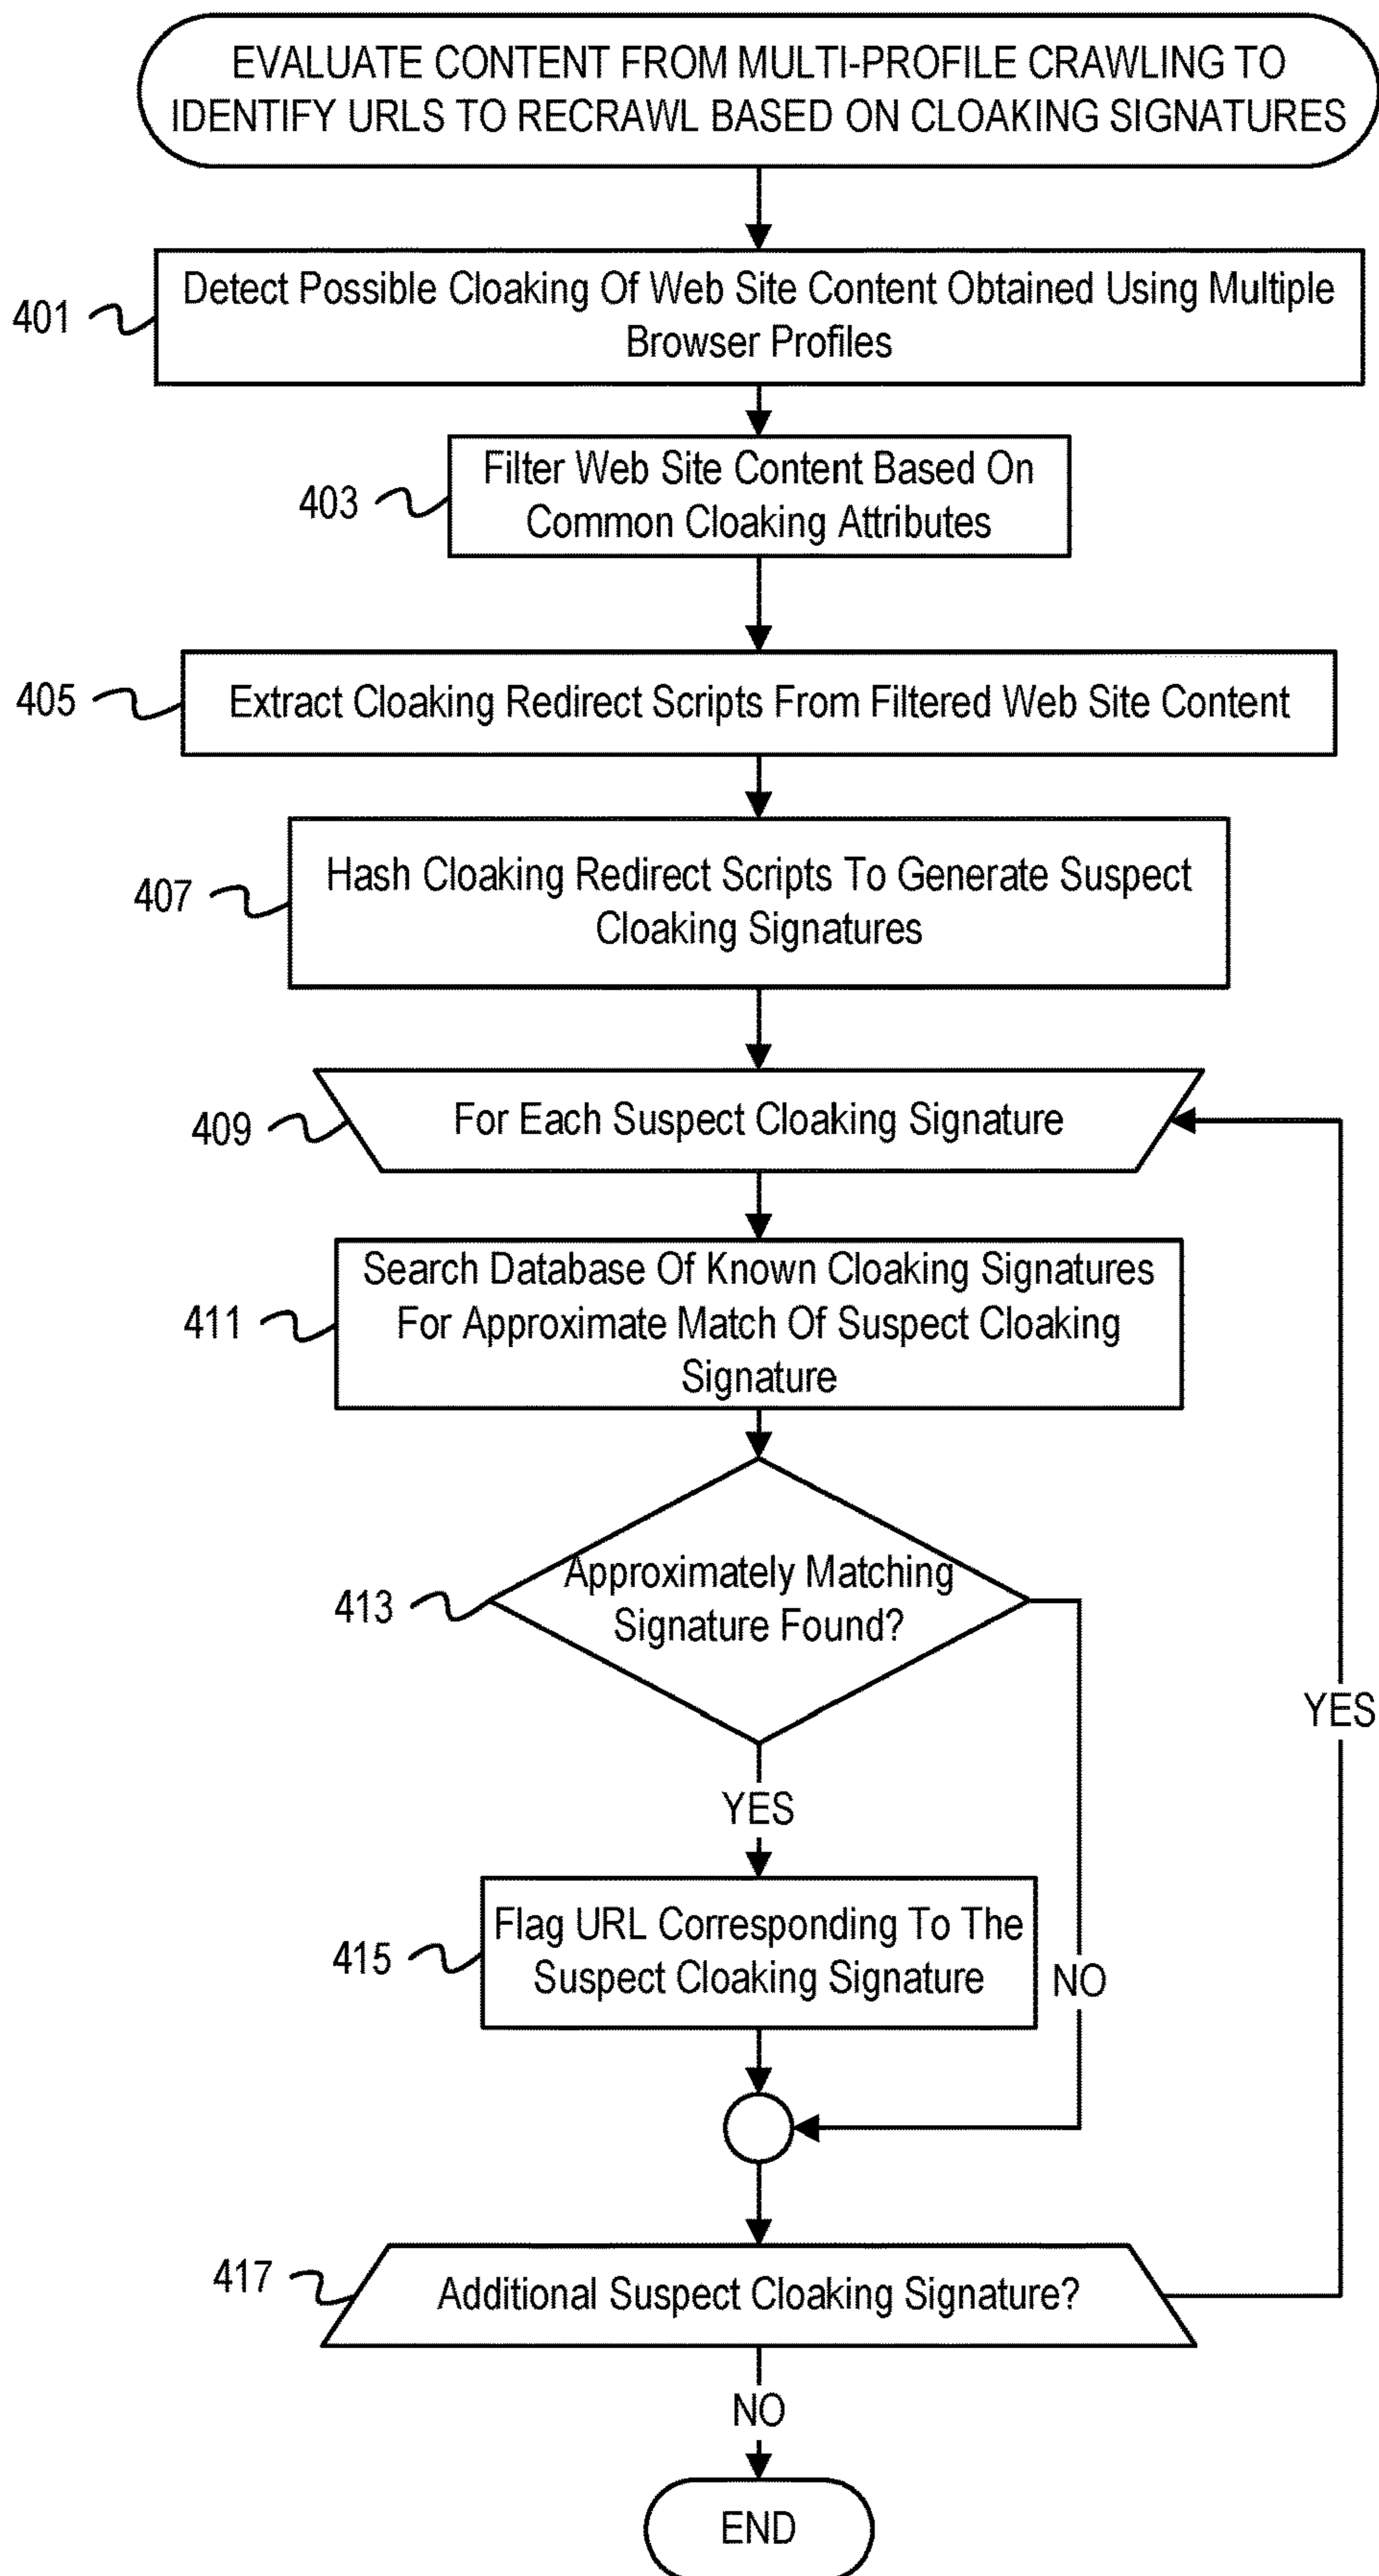 EVALUATE CONTENT FROM MULTI-PROFILE CRAWLING TO
IDENTIFY URLS TO RECRAWL BASED ON CLOAKING SIGNATURES
401
Detect Possible Cloaking Of Web Site Content Obtained Using Multiple
Browser Profiles
403
Filter Web Site Content Based On
Common Cloaking Attributes
405
Extract Cloaking Redirect Scripts From Filtered Web Site Content
407
Hash Cloaking Redirect Scripts To Generate Suspect
Cloaking Signatures
409
For Each Suspect Cloaking Signature
411
Search Database Of Known Cloaking Signatures
For Approximate Match Of Suspect Cloaking
Signature
413
Approximately Matching
Signature Found?
YES
YES
415
Flag URL Corresponding To The
Suspect Cloaking Signature
NO
417
Additional Suspect Cloaking Signature?
NO
END